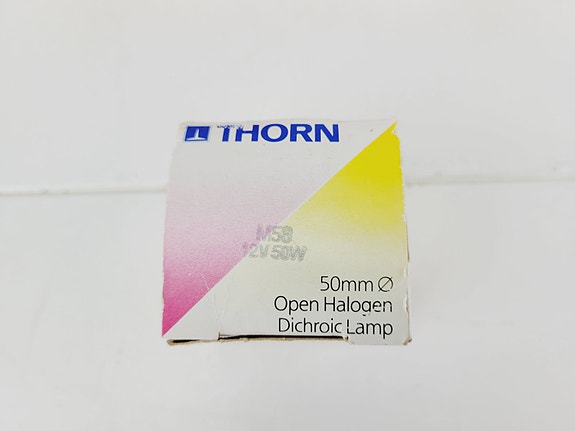 THORN
M58
12V 50W
50mm Ø
Open Halogen
Dichroic Lamp